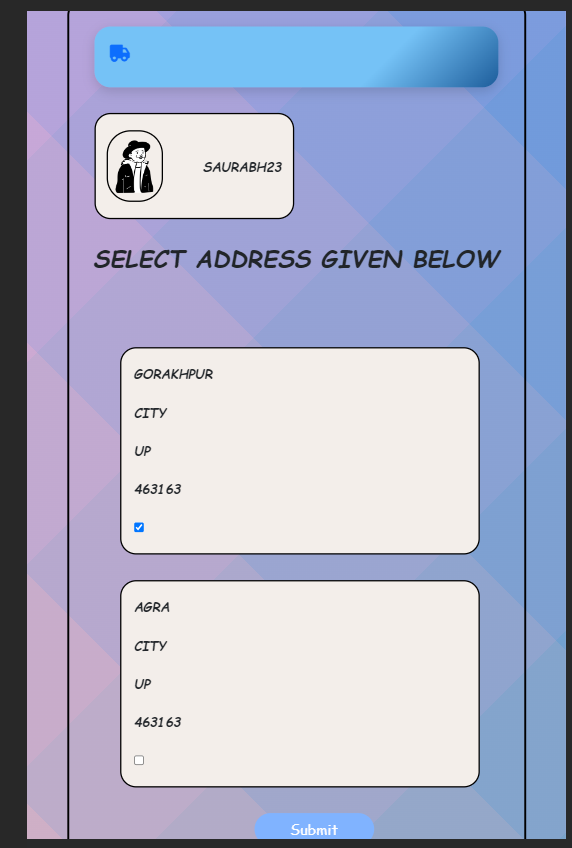 SAURABH23
SELECT ADDRESS GIVEN BELOW
GORAKHPUR
CITY
UP
463163
AGRA
CITY
UP
463163
Submit